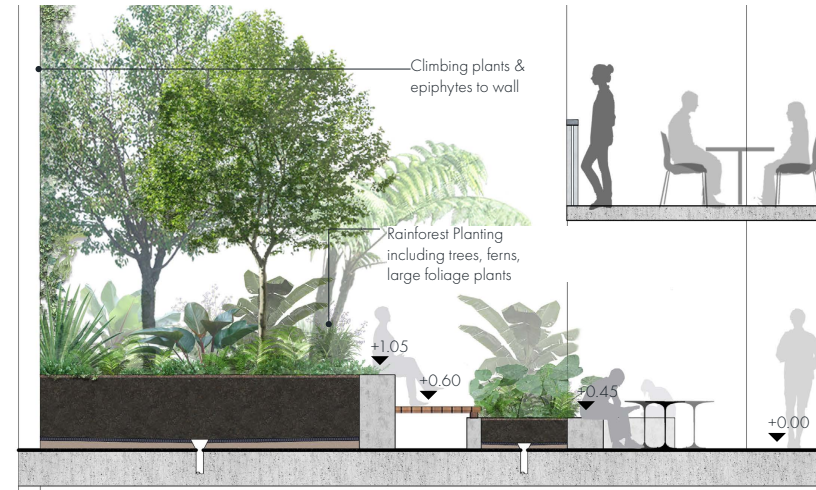 Climbing plants &
epiphytes to wall
Rainforest Planting
including trees, ferns,
large foliage plants
+1.05
+0.60
+0.45
+0.00